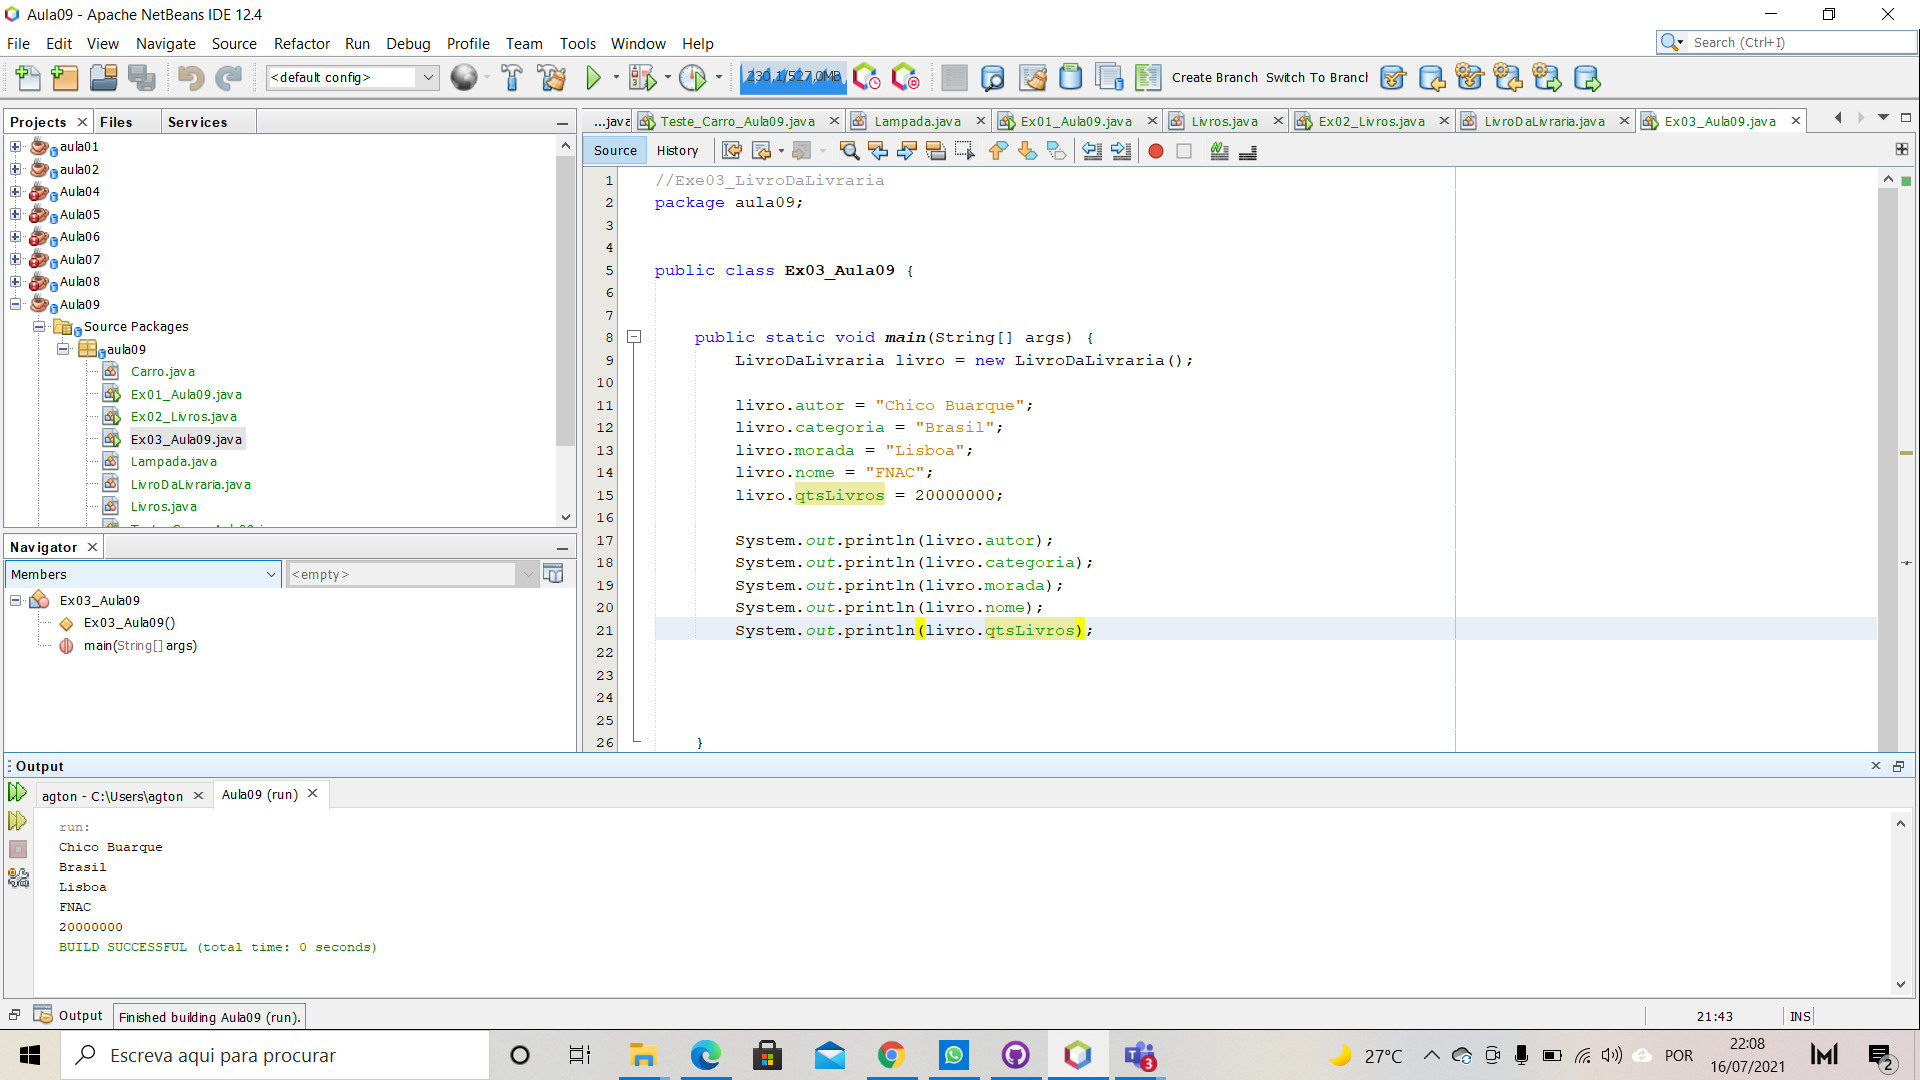 Aula09 - Apache NetBeans IDE 12.4
File Edit View Navigate Source Refactor Run Debug Profile Team Tools Window Help
Search (Ctrl+I)
<default config>
230,1/527,0MB
Create Branch Switch To Branch
Projects
Files
Services
aula01
aula02
Aula04
Aula05
Aula06
Aula07
Aula08
Aula09
Source Packages
aula09
Carro.java
Ex01_Aula09.java
Ex02_Livros.java
Ex03_Aula09.java
Lampada.java
LivroDaLivraria.java
Livros.java
Navigator
Members
<empty>
Ex03_Aula09
Ex03_Aula09()
main(String[] args)
...java Teste_Carro_Aula09.java Lampada.java Ex01_Aula09.java Livros.java Ex02_Livros.java LivroDaLivraria.java Ex03_Aula09.java
Source History
1 //Exe03_LivroDaLivraria
2 package aula09;
3
4
5 public class Ex03_Aula09 {
6
7
8 public static void main(String[] args) {
9 LivroDaLivraria livro = new LivroDaLivraria();
10
11 livro.autor = "Chico Buarque";
12 livro.categoria = "Brasil";
13 livro.morada = "Lisboa";
14 livro.nome = "FNAC";
15 livro.qtsLivros = 20000000;
16
17 System.out.println(livro.autor);
18 System.out.println(livro.categoria);
19 System.out.println(livro.morada);
20 System.out.println(livro.nome);
21 System.out.println(livro.qtsLivros);
22
23
24
25
26 }
Output
agton - C:\Users\agton
Aula09 (run)
run:
Chico Buarque
Brasil
Lisboa
FNAC
20000000
BUILD SUCCESSFUL (total time: 0 seconds)
Output
Finished building Aula09 (run).
21:43
INS
Escreva aqui para procurar
3
27°C
POR
22:08
16/07/2021
2